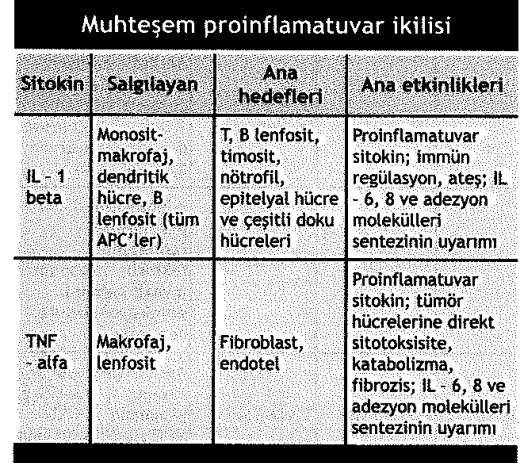 Muhteşem proinflamatuvar ikilisi
Sitokin
Salgılayan
Ana
hedefleri
Ana etkinlikleri
IL - 1
beta
Monosit-
makrofaj,
dendritik
hücre, B
lenfosit (tüm
APC'ler)
T, B lenfosit,
timosit,
nötrofil,
epitelyal hücre
ve çeşitli doku
hücreleri
Proinflamatuvar
sitokin; immün
regülasyon, ateş; IL
- 6, 8 ve adezyon
molekülleri
sentezinin uyarımı
TNF
- alfa
Makrofaj,
lenfosit
Fibroblast,
endotel
Proinflamatuvar
sitokin; tümör
hücrelerine direkt
sitotoksisite,
katabolizma,
fibrozis; IL - 6, 8 ve
adezyon molekülleri
sentezinin uyarımı